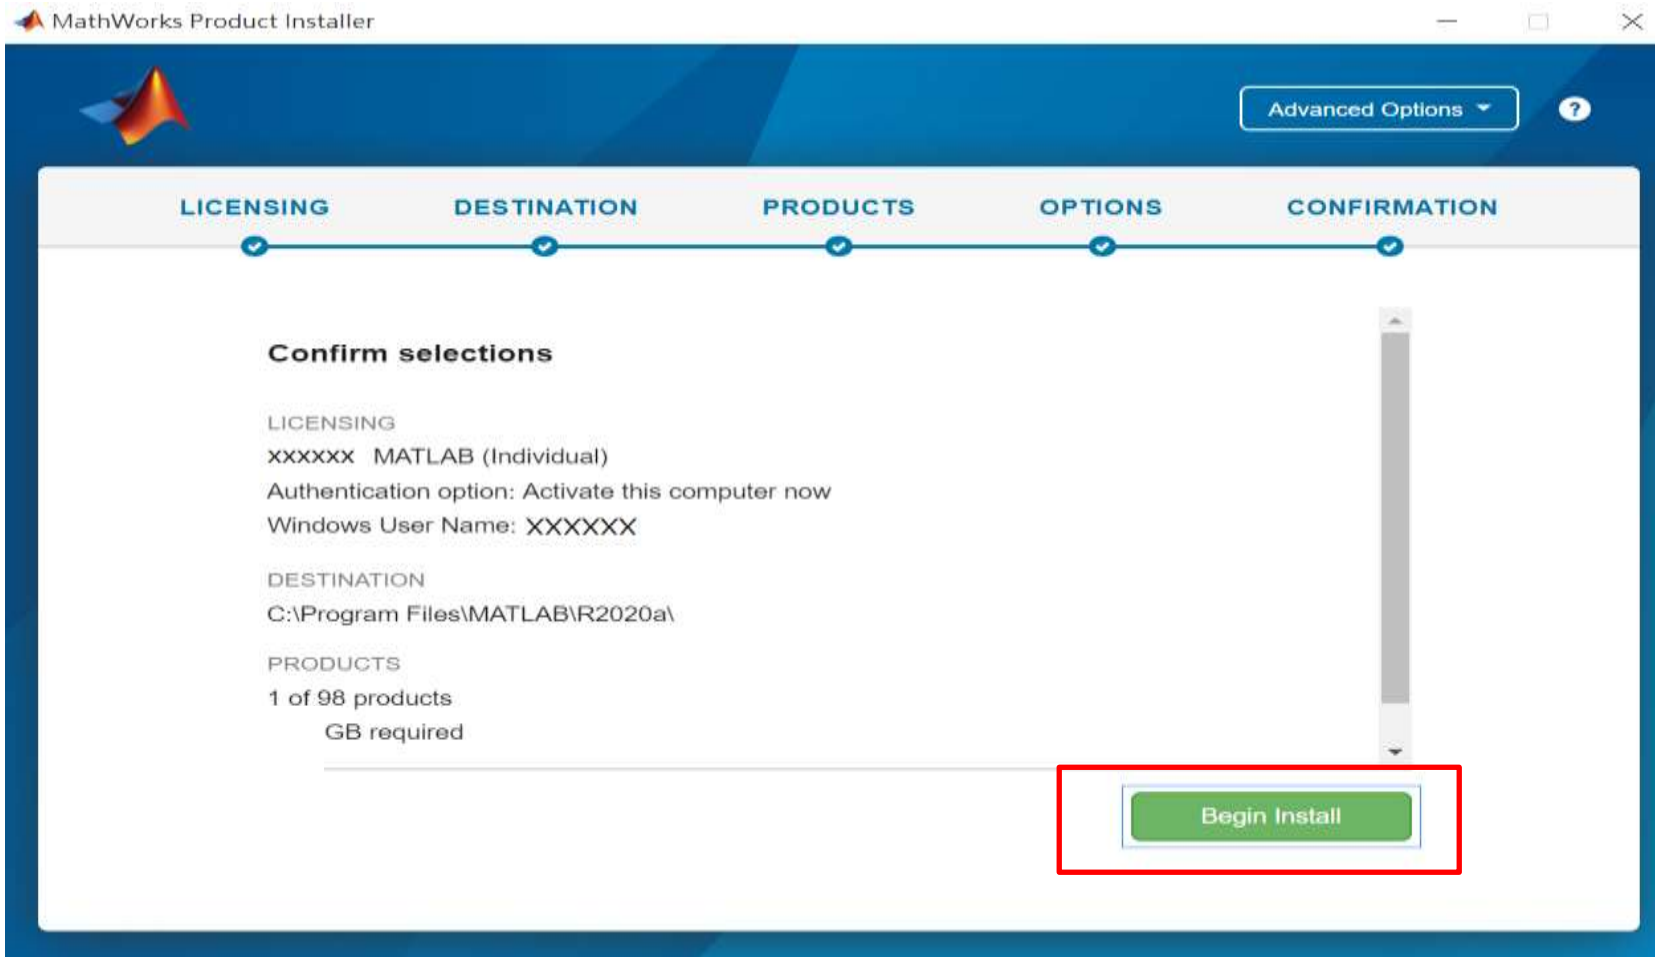 MathWorks Product Installer
Advanced Options
?
LICENSING DESTINATION PRODUCTS OPTIONS CONFIRMATION
Confirm selections
LICENSING
xxxxxx MATLAB (Individual)
Authentication option: Activate this computer now
Windows User Name: XXXXXX
DESTINATION
C:\Program Files\MATLAB\R2020a\
PRODUCTS
1 of 98 products
GB required
Begin Install